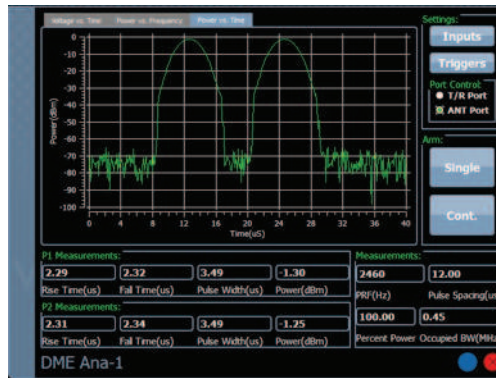 Voltage vs. Time Power vs. Frequency Power vs. Time
Settings:
Inputs
Triggers
Port Control:
T/R Port
ANT Port
Arm:
Single
Cont.
Power(dBm)
0
-10
-20
-30
-40
-50
-60
-70
-80
-90
-100
0 4 8 12 16 20 24 28 32 36 40
Time(uS)
P1 Measurements:
2.29 2.32 3.49 -1.30
Rise Time(us) Fall Time(us) Pulse Width(us) Power(dBm)
P2 Measurements:
2.31 2.34 3.49 -1.25
Rise Time(us) Fall Time(us) Pulse Width(us) Power(dBm)
Measurements:
2460 12.00
PRF(Hz) Pulse Spacing(us
100.00 0.45
Percent Power Occupied BW(MHz
DME Ana-1